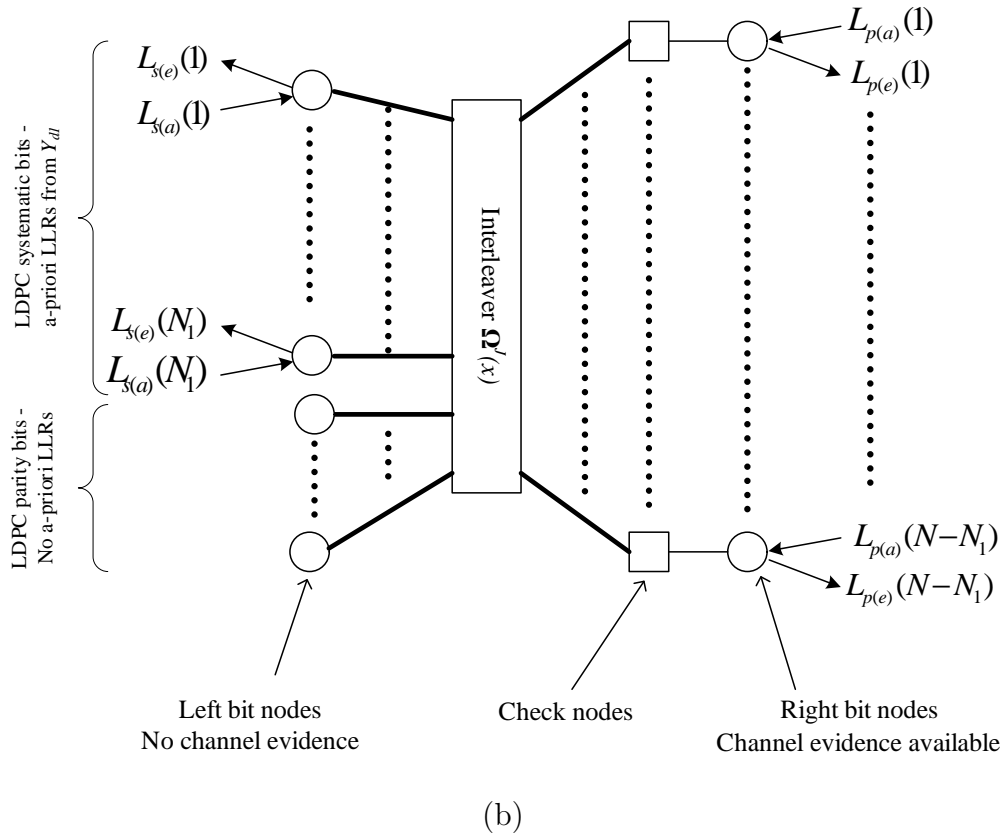 LDPC systematic bits -
a-priori LLRs from Y_{dl}
LDPC parity bits -
No a-priori LLRs
L_{s(e)}(1)
L_{s(a)}(1)
L_{s(e)}(N_1)
L_{s(a)}(N_1)
Interleaver Ω^J(x)
L_{p(a)}(1)
L_{p(e)}(1)
L_{p(a)}(N−N_1)
L_{p(e)}(N−N_1)
Left bit nodes
No channel evidence
Check nodes
Right bit nodes
Channel evidence available
(b)